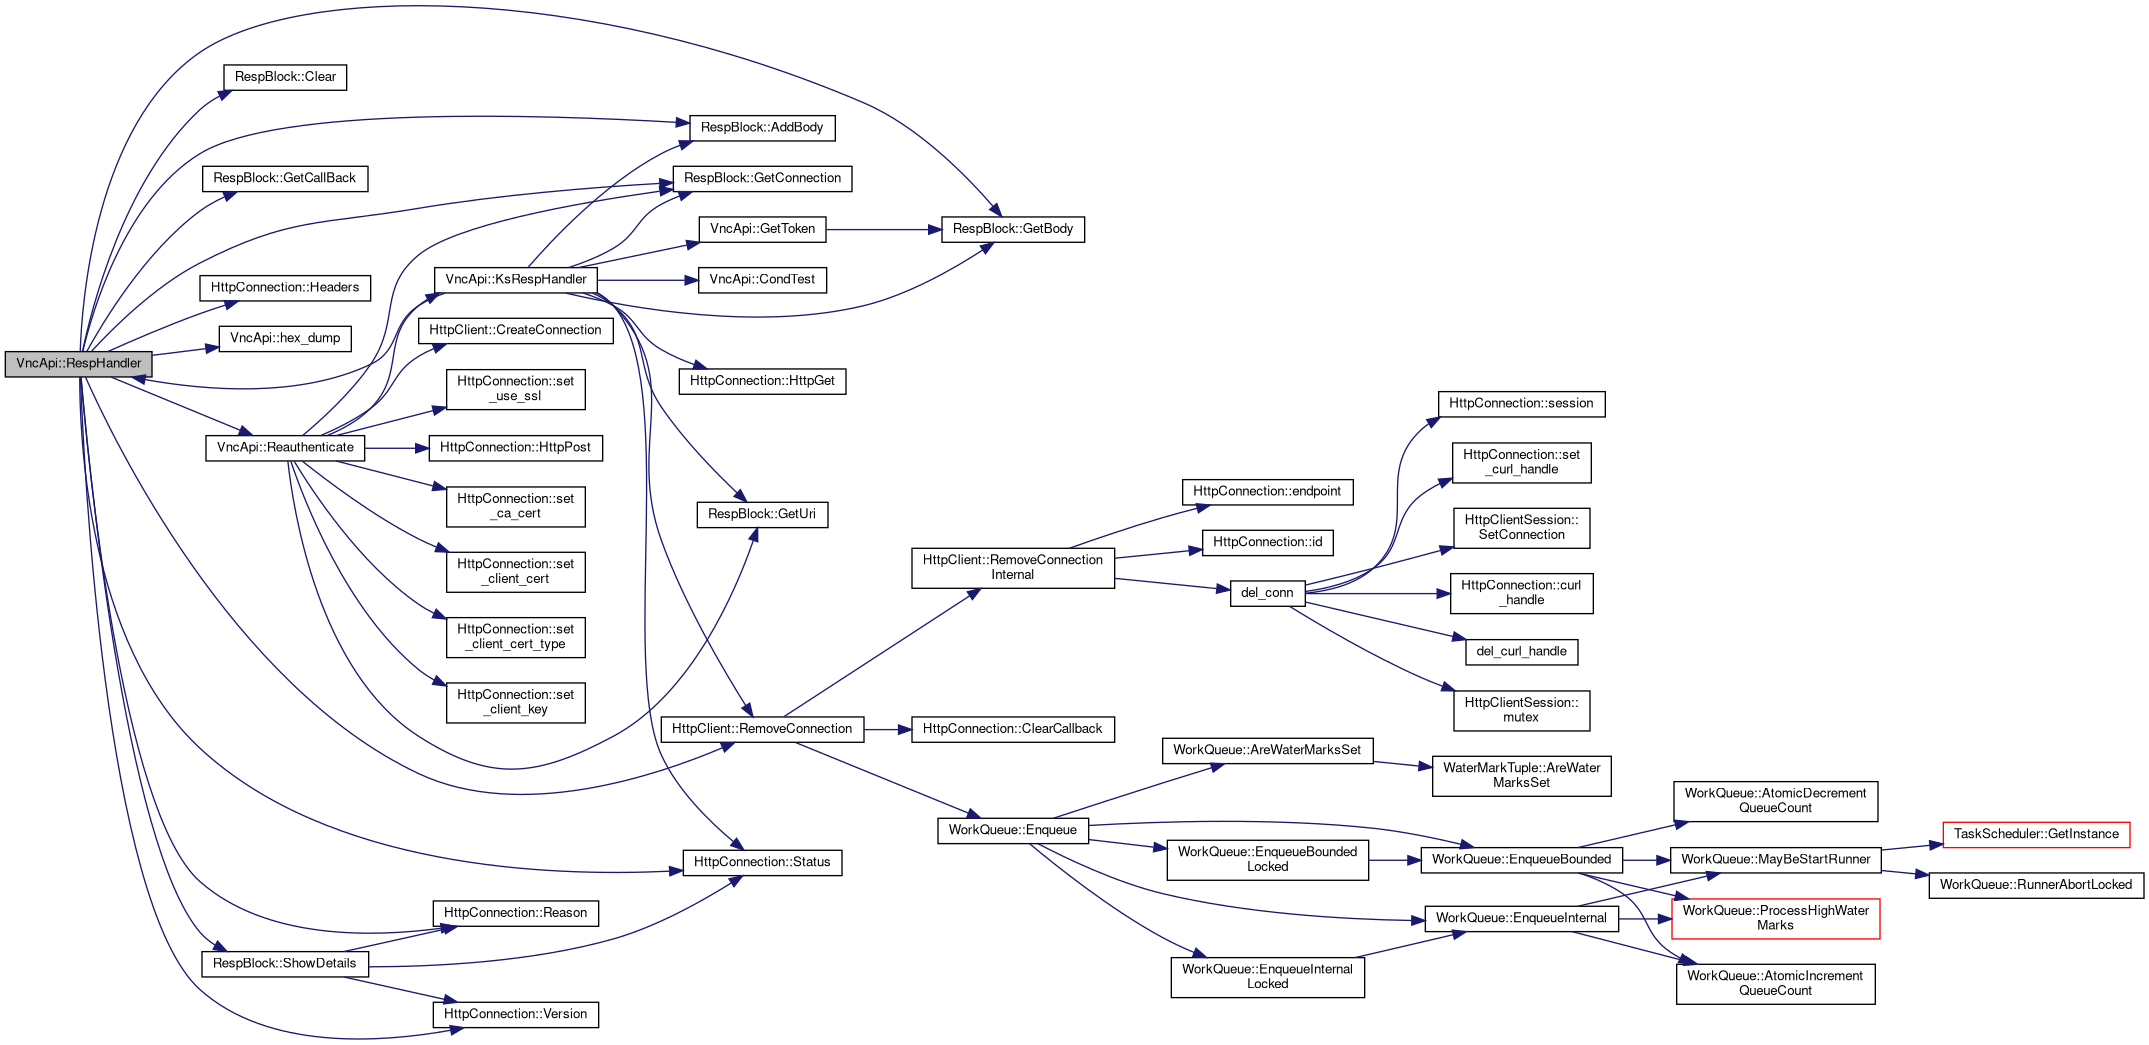 RespBlock::Clear
RespBlock::AddBody
RespBlock::GetCallBack
RespBlock::GetConnection
VncApi::GetToken
RespBlock::GetBody
HttpConnection::Headers
VncApi::KsRespHandler
VncApi::CondTest
VncApi::hex_dump
HttpClient::CreateConnection
VncApi::RespHandler
HttpConnection::set
_use_ssl
HttpConnection::HttpGet
HttpConnection::session
VncApi::Reauthenticate
HttpConnection::HttpPost
HttpConnection::set
_curl_handle
HttpConnection::set
_ca_cert
HttpConnection::endpoint
RespBlock::GetUri
HttpClientSession::
SetConnection
HttpConnection::id
HttpClient::RemoveConnection
Internal
HttpConnection::set
_client_cert
del_conn
HttpConnection::curl
_handle
HttpConnection::set
_client_cert_type
del_curl_handle
HttpConnection::set
_client_key
HttpClientSession::
mutex
HttpClient::RemoveConnection
HttpConnection::ClearCallback
WorkQueue::AreWaterMarksSet
WaterMarkTuple::AreWater
MarksSet
WorkQueue::AtomicDecrement
QueueCount
WorkQueue::Enqueue
TaskScheduler::GetInstance
WorkQueue::EnqueueBounded
Locked
WorkQueue::EnqueueBounded
WorkQueue::MayBeStartRunner
HttpConnection::Status
WorkQueue::RunnerAbortLocked
HttpConnection::Reason
WorkQueue::EnqueueInternal
WorkQueue::ProcessHighWater
Marks
RespBlock::ShowDetails
WorkQueue::EnqueueInternal
Locked
WorkQueue::AtomicIncrement
QueueCount
HttpConnection::Version